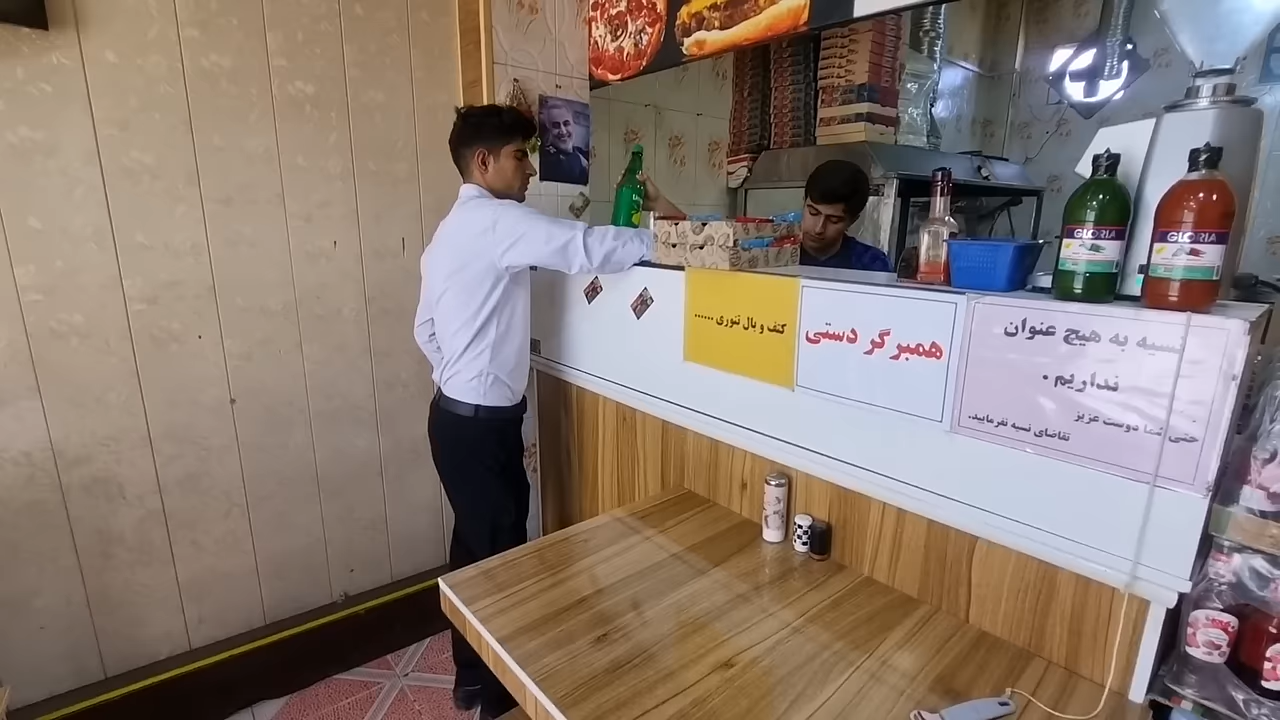 کتف و بال تنوری ......
همبرگر دستی
نسیه به هیچ عنوان
نداریم .
حتی شما دوست عزیز
تقاضای نسیه نفرمایید.
GLORIA
GLORIA